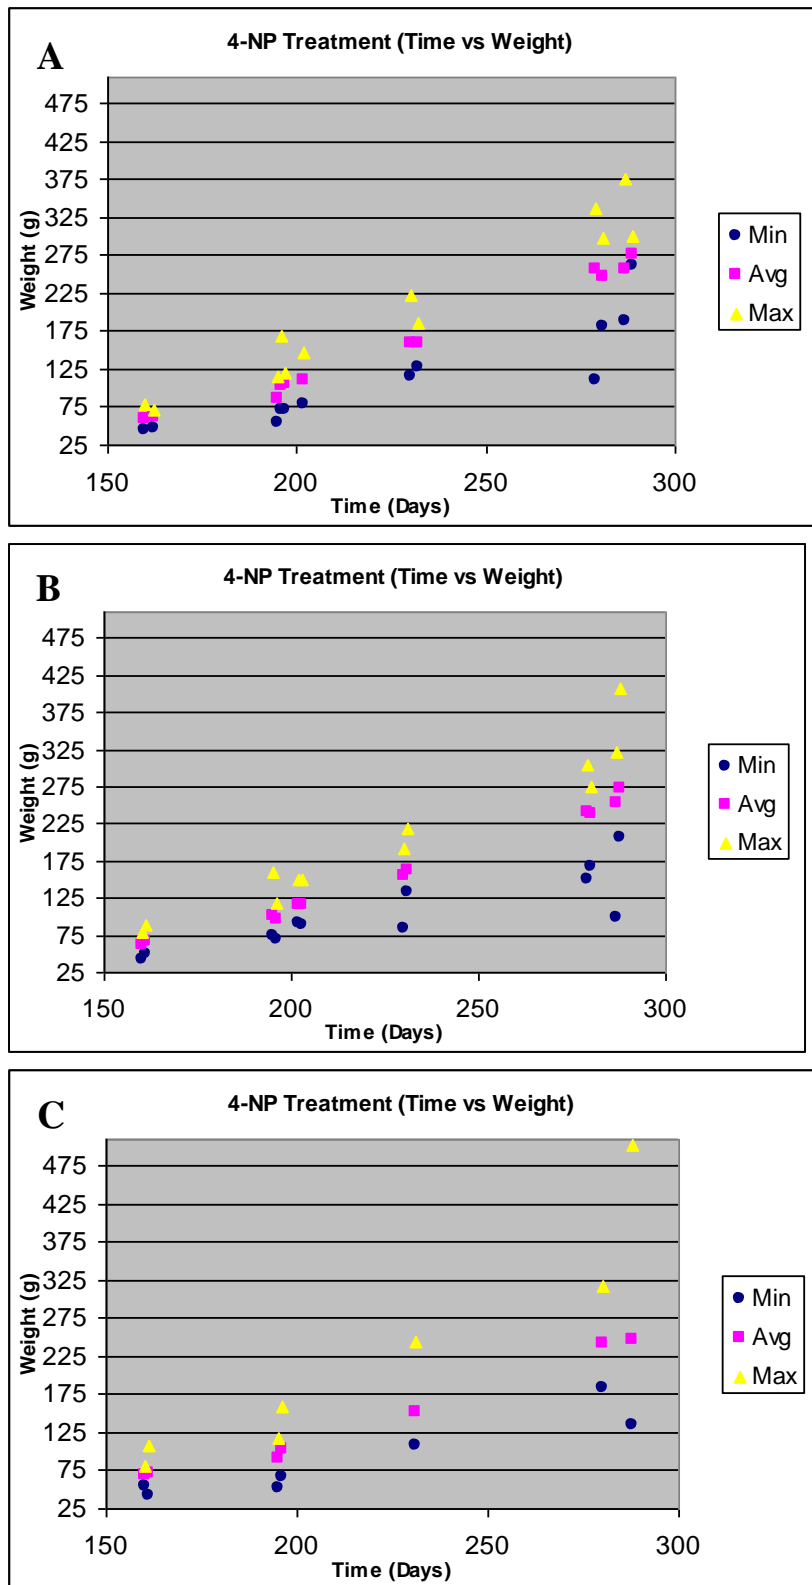 A
4-NP Treatment (Time vs Weight)
475
425
375
325
275
225
175
125
75
25
Weight (g)
150 200 250 300
Time (Days)
Min
Avg
Max
B
4-NP Treatment (Time vs Weight)
475
425
375
325
275
225
175
125
75
25
Weight (g)
150 200 250 300
Time (Days)
Min
Avg
Max
C
4-NP Treatment (Time vs Weight)
475
425
375
325
275
225
175
125
75
25
Weight (g)
150 200 250 300
Time (Days)
Min
Avg
Max